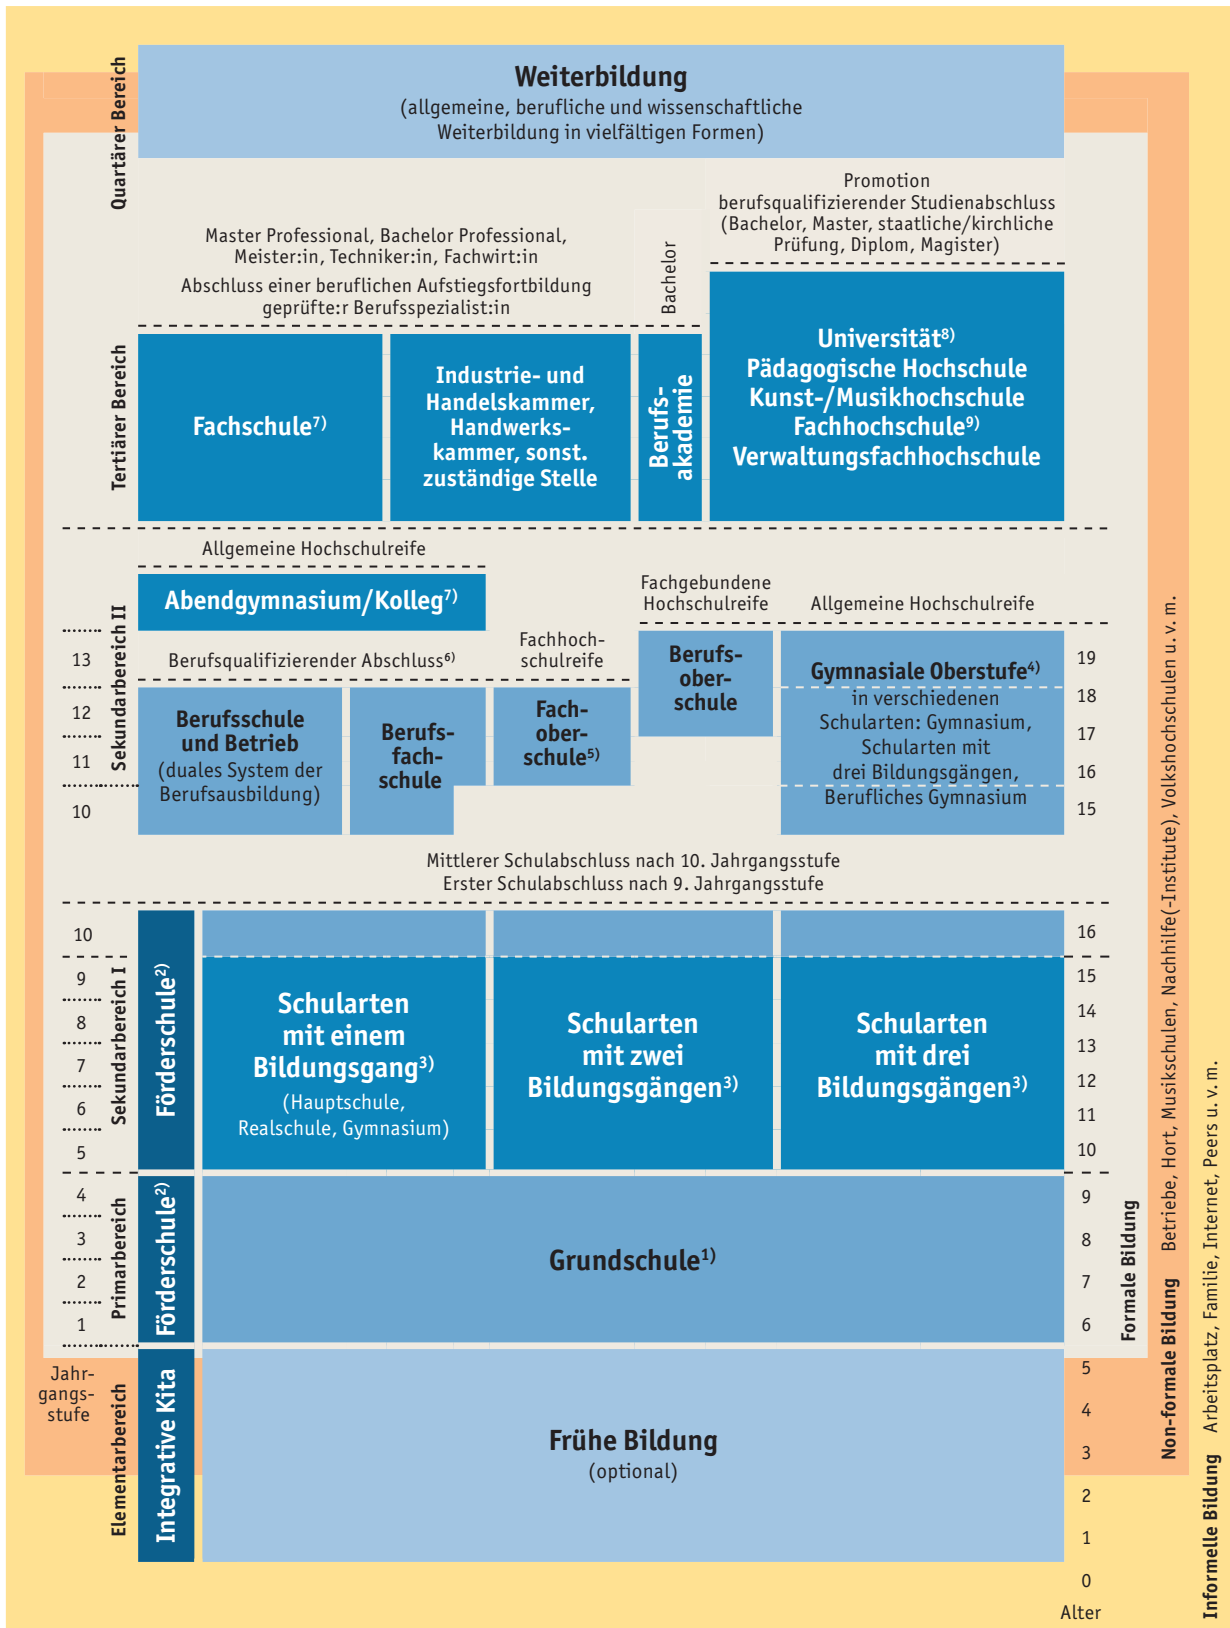 Quartärer Bereich
Weiterbildung
(allgemeine, berufliche und wissenschaftliche
Weiterbildung in vielfältigen Formen)
Promotion
berufsqualifizierender Studienabschluss
(Bachelor, Master, staatliche/kirchliche
Prüfung, Diplom, Magister)
Master Professional, Bachelor Professional,
Meister:in, Techniker:in, Fachwirt:in
Abschluss einer beruflichen Aufstiegsfortbildung
geprüfte:r Berufsspezialist:in
Bachelor
Tertiärer Bereich
Fachschule7)
Industrie- und
Handelskammer,
Handwerks-
kammer, sonst.
zuständige Stelle
Berufs-
akademie
Universität8)
Pädagogische Hochschule
Kunst-/Musikhochschule
Fachhochschule9)
Verwaltungsfachhochschule
Sekundarbereich II
Allgemeine Hochschulreife
Abendgymnasium/Kolleg7)
Berufsqualifizierender Abschluss6)
Fachhoch-
schulreife
Fachgebundene
Hochschulreife
Allgemeine Hochschulreife
13
12
11
10
Berufsschule
und Betrieb
(duales System der
Berufsausbildung)
Berufs-
fach-
schule
Fach-
ober-
schule5)
Berufs-
ober-
schule
Gymnasiale Oberstufe4)
in verschiedenen
Schularten: Gymnasium,
Schularten mit
drei Bildungsgängen,
Berufliches Gymnasium
19
18
17
16
15
Mittlerer Schulabschluss nach 10. Jahrgangsstufe
Erster Schulabschluss nach 9. Jahrgangsstufe
Sekundarbereich I
10
9
8
7
6
5
Förderschule2)
Schularten
mit einem
Bildungsgang3)
(Hauptschule,
Realschule, Gymnasium)
Schularten
mit zwei
Bildungsgängen3)
Schularten
mit drei
Bildungsgängen3)
16
15
14
13
12
11
10
Primarbereich
4
3
2
1
Förderschule2)
Grundschule1)
9
8
7
6
Jahr-
gangs-
stufe
Elementarbereich
Integrative Kita
Frühe Bildung
(optional)
5
4
3
2
1
0
Alter
Formale Bildung
Non-formale Bildung Betriebe, Hort, Musikschulen, Nachhilfe(-Institute), Volkshochschulen u. v. m.
Informelle Bildung Arbeitsplatz, Familie, Internet, Peers u. v. m.